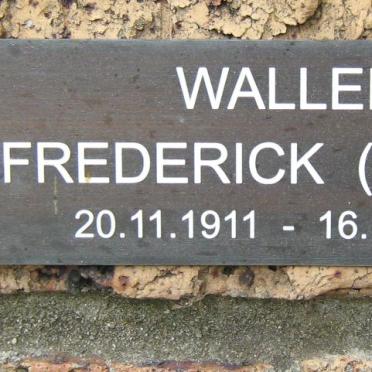 WALLE
FREDERICK (
20.11.1911 - 16.